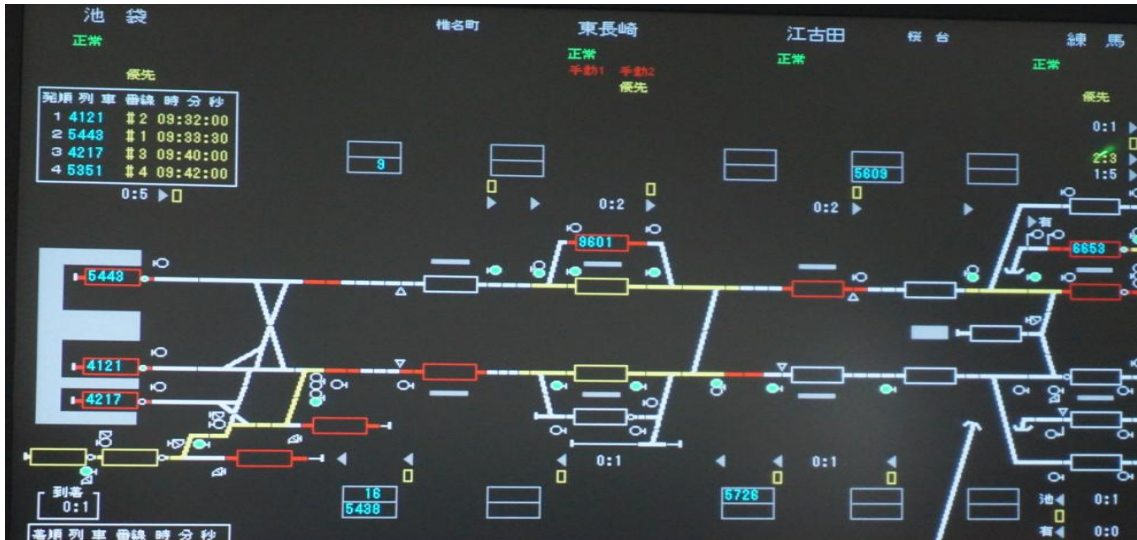 池袋 椎名町 東長崎 江古田 桜台 練馬
正常 正常 正常 正常
手動1 手動2
優先 優先 優先
発順 列車 番線 時分秒
1 4121 #2 09:32:00
2 5443 #1 09:33:30
3 4217 #3 09:40:00
4 5351 #4 09:42:00
0:1
2:3
1:5
9
5609
0:5
0:2
0:2
有
9601
6653
5443
4121
4217
0:1
0:1
到着
0:1
16
5438
5726
池 0:1
有 0:0
着順 列車 番線 時分秒